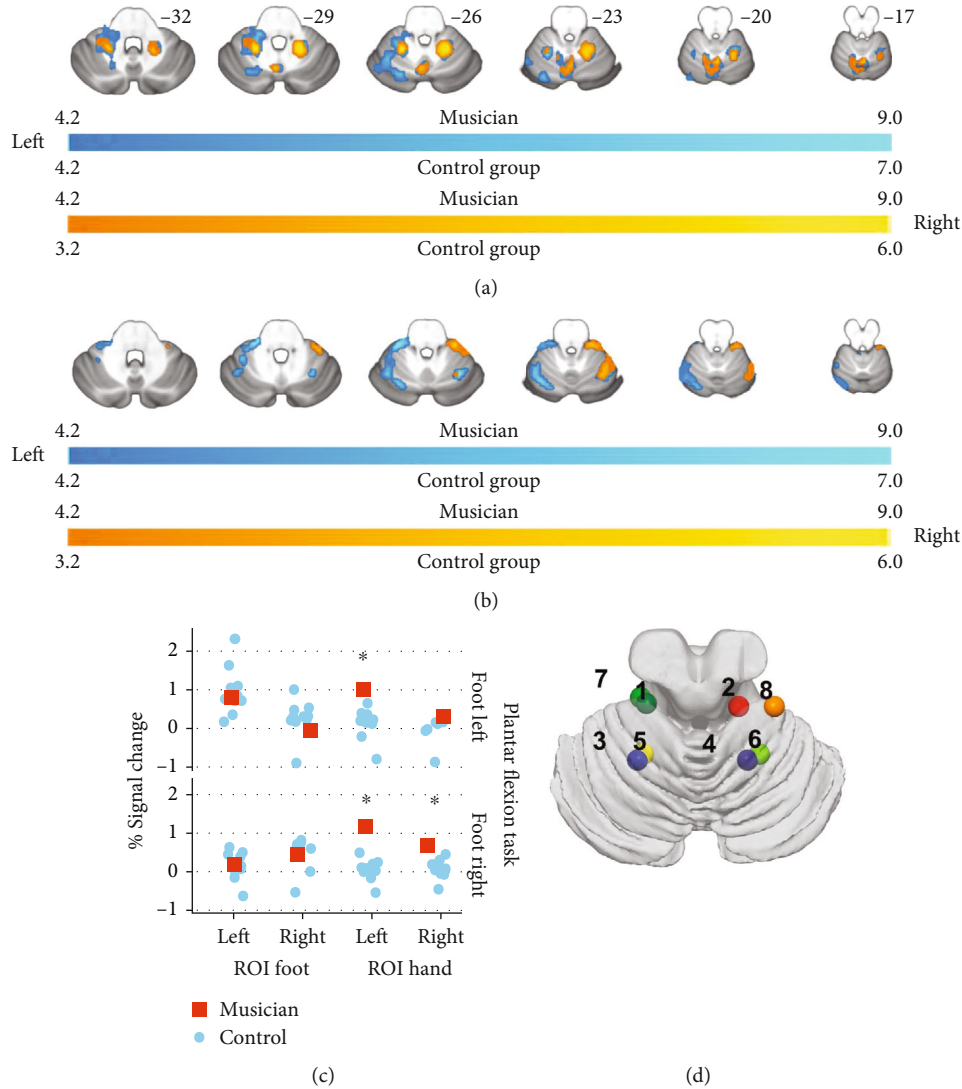 −32 −29 −26 −23 −20 −17
4.2 Musician 9.0
Left
4.2 Control group 7.0
4.2 Musician 9.0
Right
3.2 Control group 6.0
(a)
4.2 Musician 9.0
Left
4.2 Control group 7.0
4.2 Musician 9.0
Right
3.2 Control group 6.0
(b)
% Signal change
2
1
0
−1
2
1
0
−1
*
* *
Foot left
Foot right
Plantar flexion task
Left Right Left Right
ROI foot ROI hand
Musician
Control
(c)
7 1 2 8
3 5 4 6
(d)